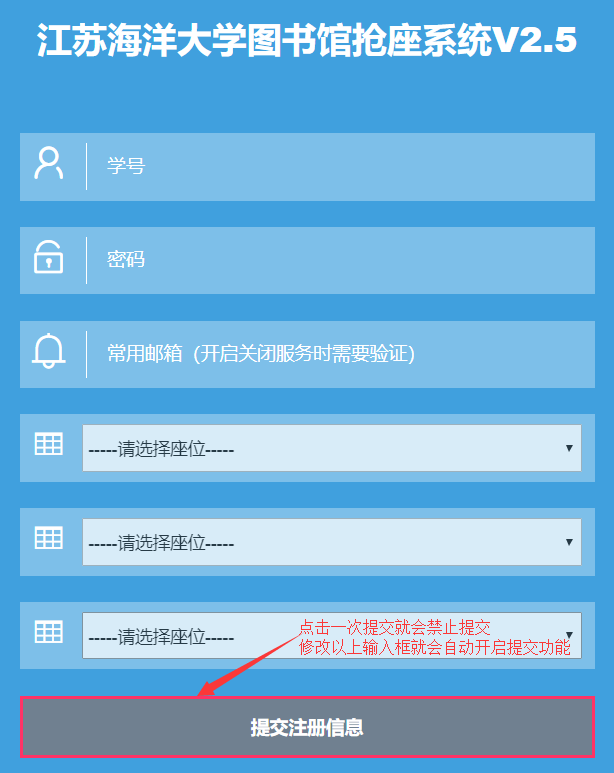 江苏海洋大学图书馆抢座系统V2.5
学号
密码
常用邮箱（开启关闭服务时需要验证）
-----请选择座位-----
-----请选择座位-----
-----请选择座位-----
点击一次提交就会禁止提交
修改以上输入框就会自动开启提交功能
提交注册信息